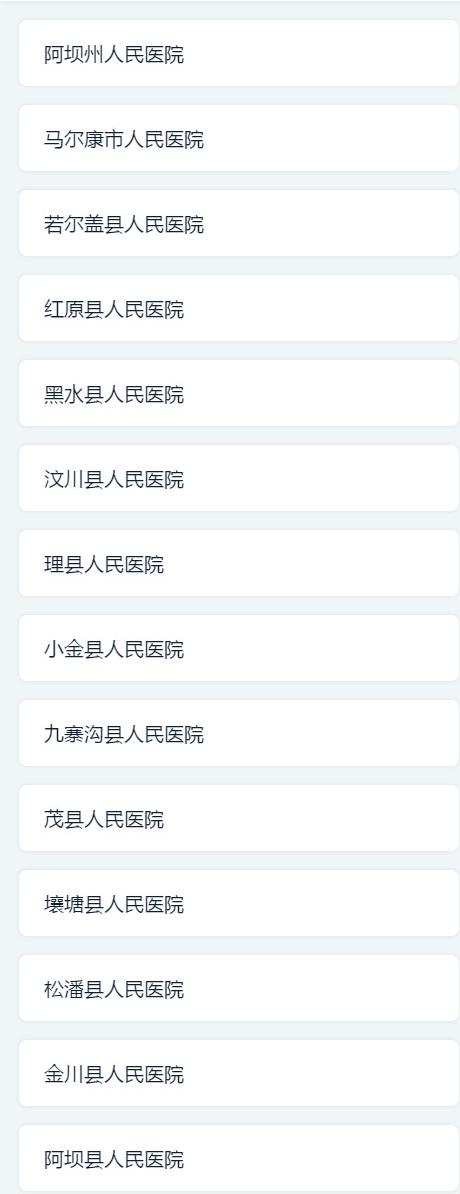 阿坝州人民医院
马尔康市人民医院
若尔盖县人民医院
红原县人民医院
黑水县人民医院
汶川县人民医院
理县人民医院
小金县人民医院
九寨沟县人民医院
茂县人民医院
壤塘县人民医院
松潘县人民医院
金川县人民医院
阿坝县人民医院